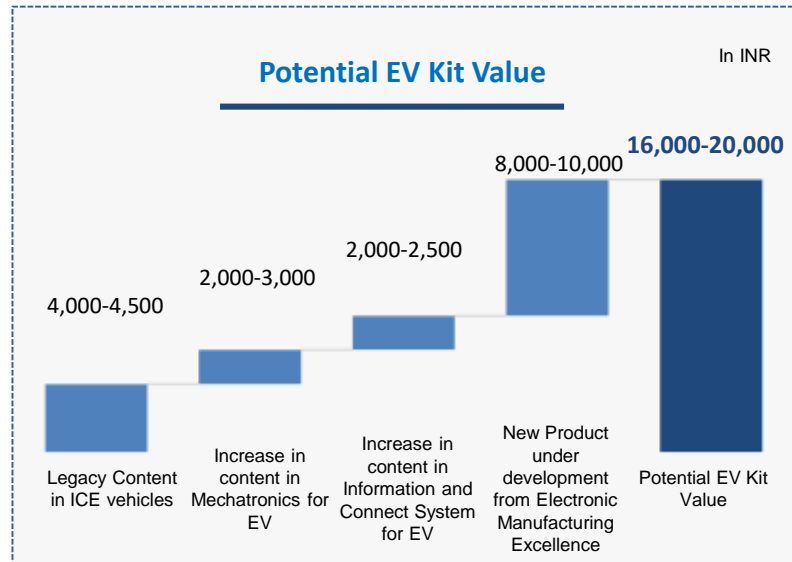 Potential EV Kit Value
In INR
4,000-4,500
2,000-3,000
2,000-2,500
8,000-10,000
16,000-20,000
Legacy Content
in ICE vehicles
Increase in
content in
Mechatronics for
EV
Increase in
content in
Information and
Connect System
for EV
New Product
under
development
from Electronic
Manufacturing
Excellence
Potential EV Kit
Value